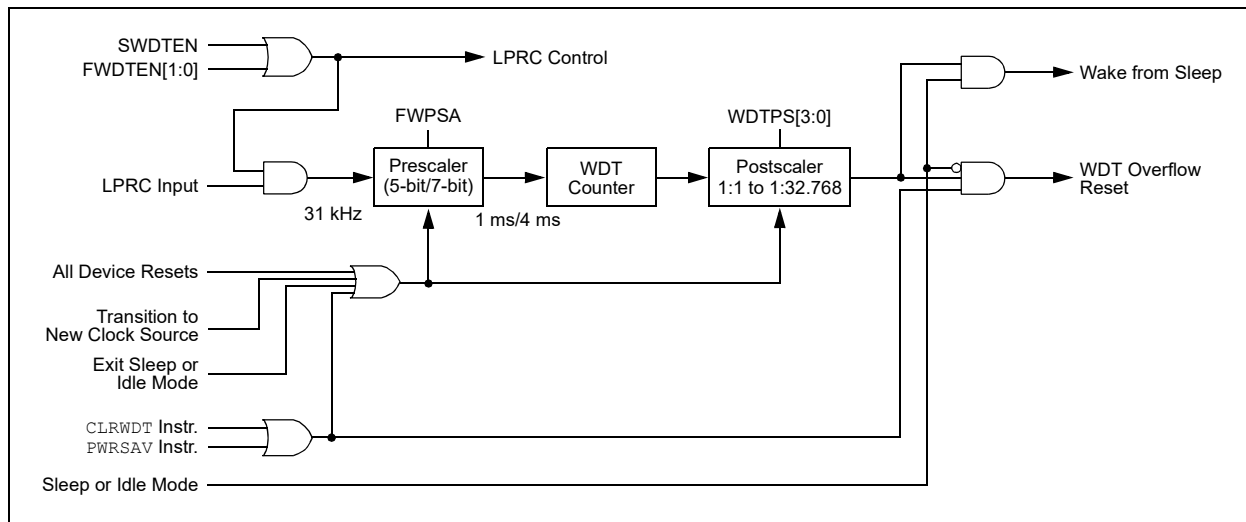 SWDTEN
FWDTEN[1:0]
LPRC Control
Wake from Sleep
FWPSA
WDTPS[3:0]
LPRC Input
Prescaler
(5-bit/7-bit)
WDT
Counter
Postscaler
1:1 to 1:32.768
WDT Overflow
Reset
31 kHz
1 ms/4 ms
All Device Resets
Transition to
New Clock Source
Exit Sleep or
Idle Mode
CLRWDT Instr.
PWRSAV Instr.
Sleep or Idle Mode